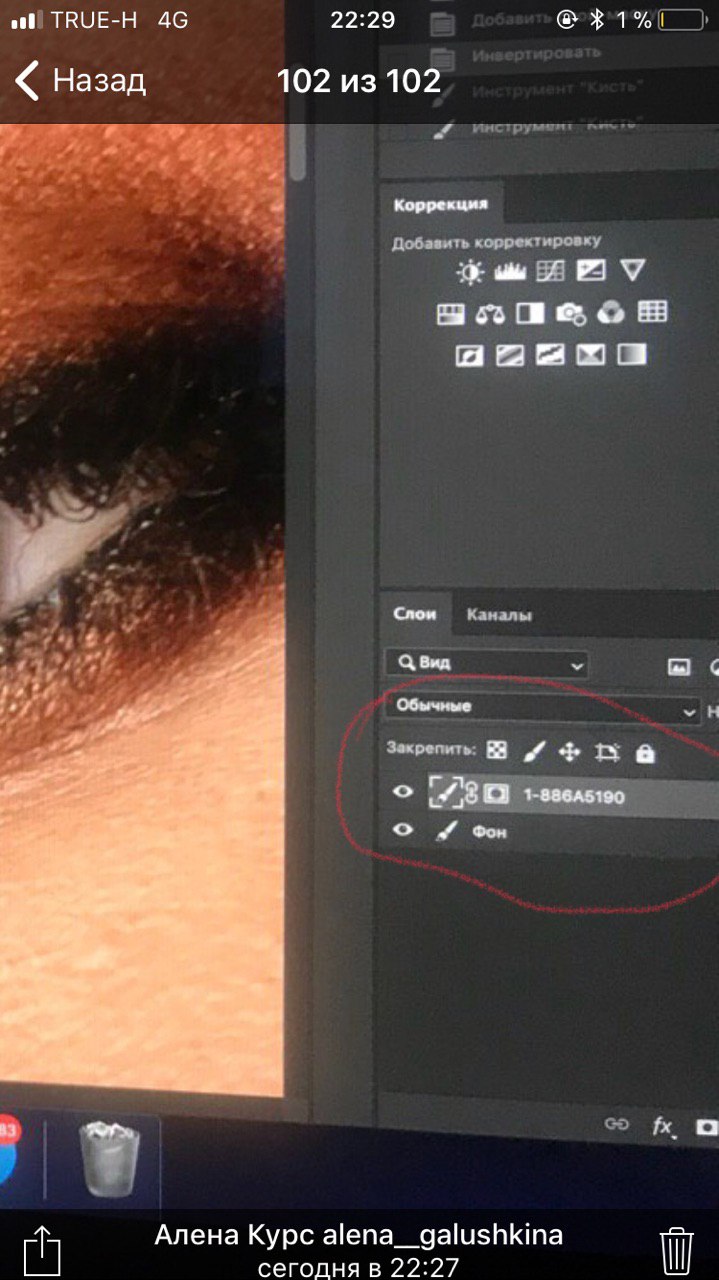 TRUE-H 4G 22:29 1 %
Назад 102 из 102
Добавить
Инвертировать
Инструмент "Кисть"
Инструмент "Кисть"
Коррекция
Добавить корректировку
Слои Каналы
Вид
Обычные Н
Закрепить:
1-886A5190
Фон
fx
83
Алена Курс alena__galushkina
сегодня в 22:27